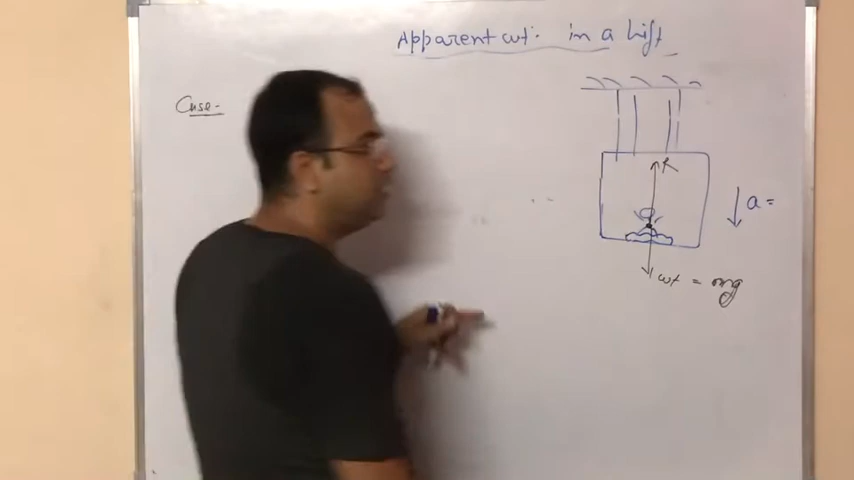 Apparent wt. in a Lift
Case-
R
a =
wt = mg